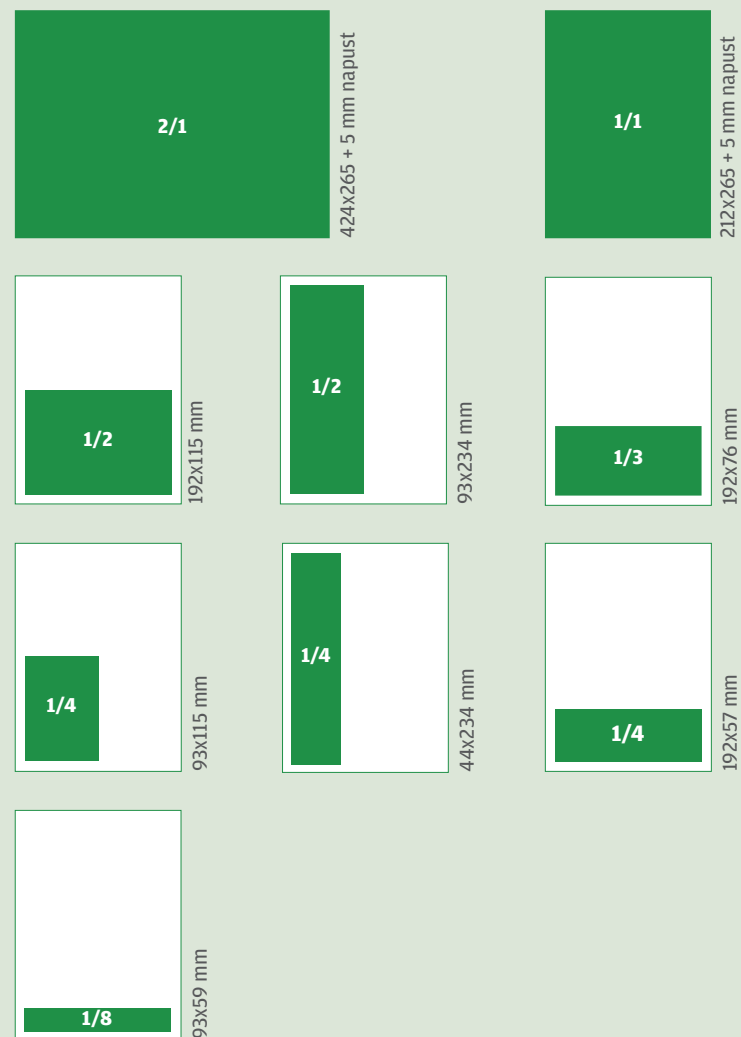 2/1
424x265 + 5 mm napust
1/1
212x265 + 5 mm napust
1/2
192x115 mm
1/2
93x234 mm
1/3
192x76 mm
1/4
93x115 mm
1/4
44x234 mm
1/4
192x57 mm
1/8
93x59 mm